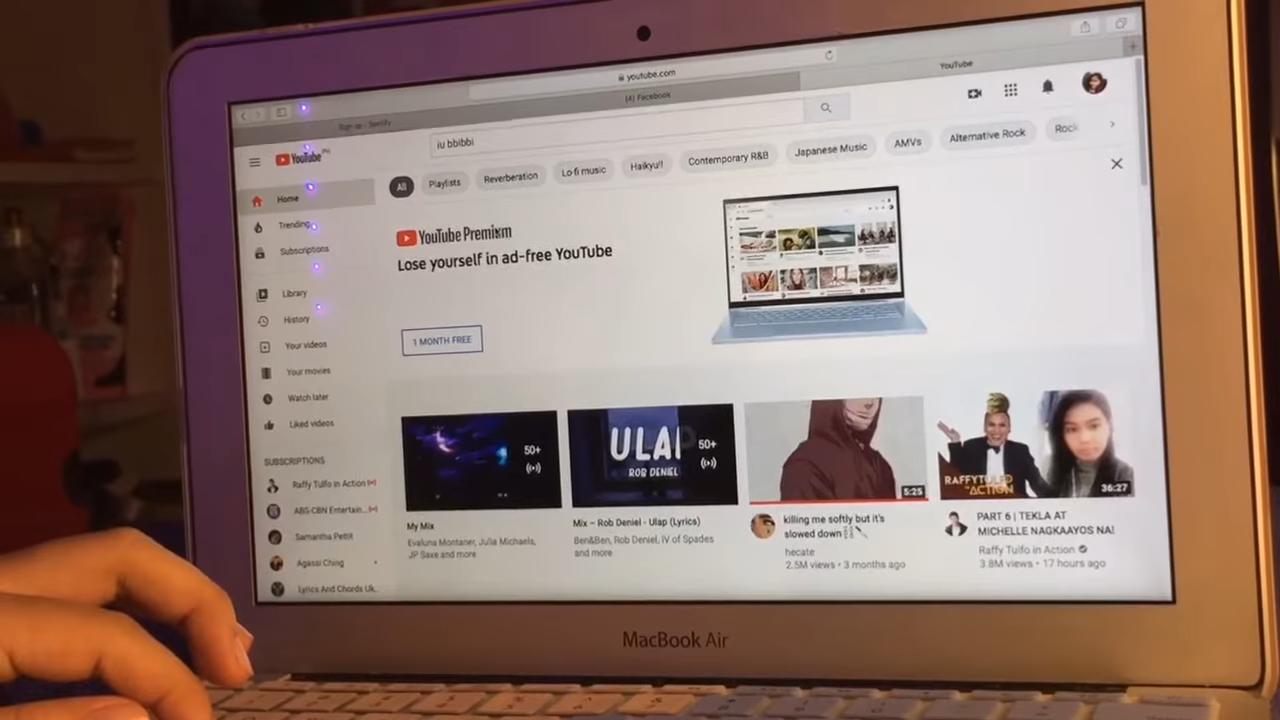 youtube.com
Sign up - Spotify
(4) Facebook
YouTube
YouTube PH
iu bbibbi
All
Playlists
Reverberation
Lo-fi music
Haikyu!!
Contemporary R&B
Japanese Music
AMVs
Alternative Rock
Rock
Home
Trending
Subscriptions
Library
History
Your videos
Your movies
Watch later
Liked videos
SUBSCRIPTIONS
Raffy Tulfo in Action
ABS-CBN Entertain...
Samantha Pettit
Agassi Ching
Lyrics And Chords Uk...
YouTube Premium
Lose yourself in ad-free YouTube
1 MONTH FREE
50+
My Mix
Evaluna Montaner, Julia Michaels,
JP Saxe and more
ULAP
ROB DENIEL
50+
Mix – Rob Deniel - Ulap (Lyrics)
Ben&Ben, Rob Deniel, IV of Spades
and more
5:25
killing me softly but it's
slowed down
hecate
2.5M views • 3 months ago
RAFFYTULFO
IN ACTION
36:27
PART 6 | TEKLA AT
MICHELLE NAGKAAYOS NA!
Raffy Tulfo in Action
3.8M views • 17 hours ago
MacBook Air